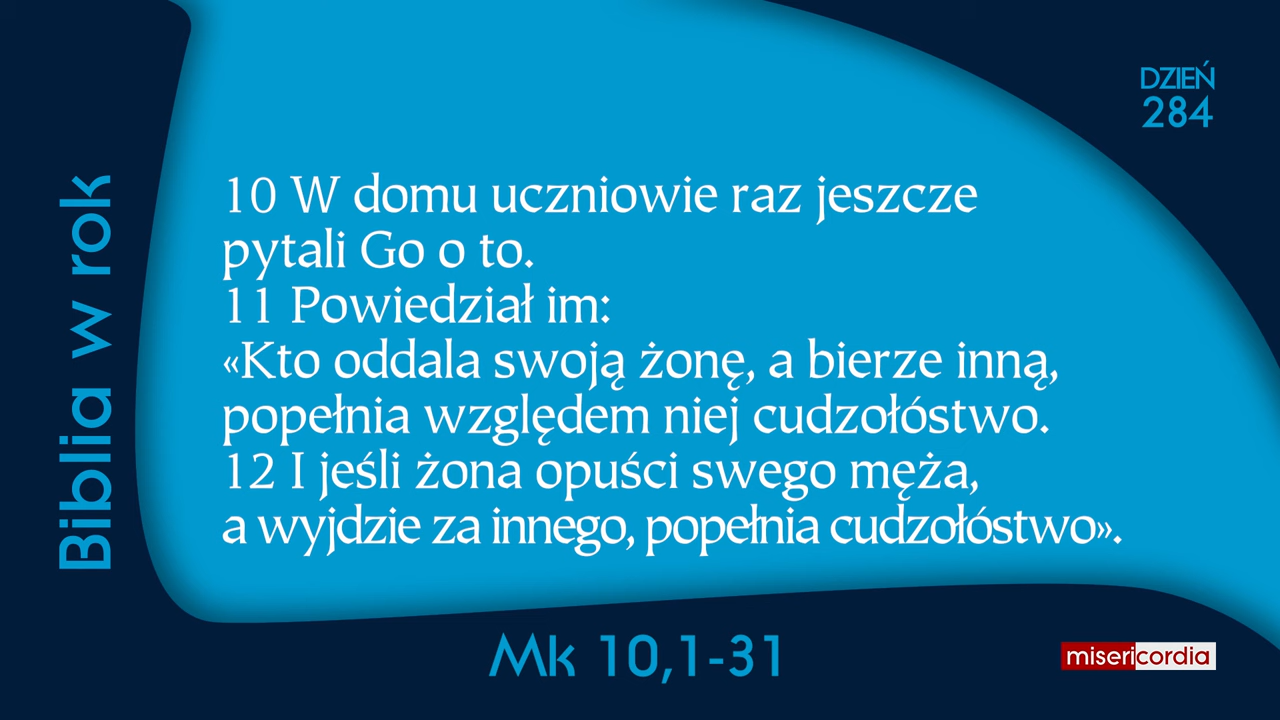 DZIEŃ
284
Biblia w rok
10 W domu uczniowie raz jeszcze
pytali Go o to.
11 Powiedział im:
«Kto oddala swoją żonę, a bierze inną,
popełnia względem niej cudzołóstwo.
12 I jeśli żona opuści swego męża,
a wyjdzie za innego, popełnia cudzołóstwo».
Mk 10,1-31
misericordia